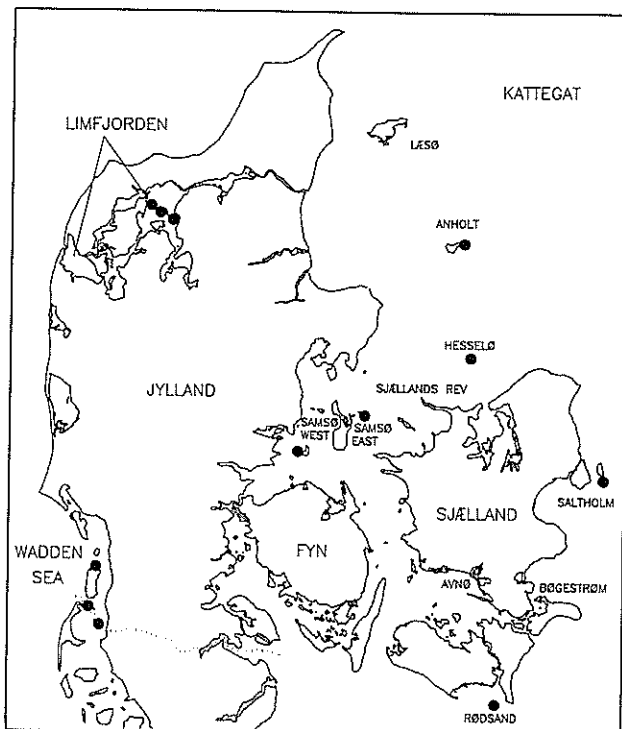 KATTEGAT
LIMFJORDEN
LÆSØ
ANHOLT
HESSELØ
JYLLAND
SJÆLLANDS REV
SAMSØ
WEST
SAMSØ
EAST
SALTHOLM
SJÆLLAND
WADDEN
SEA
FYN
AVNØ
BØGESTRØM
RØDSAND